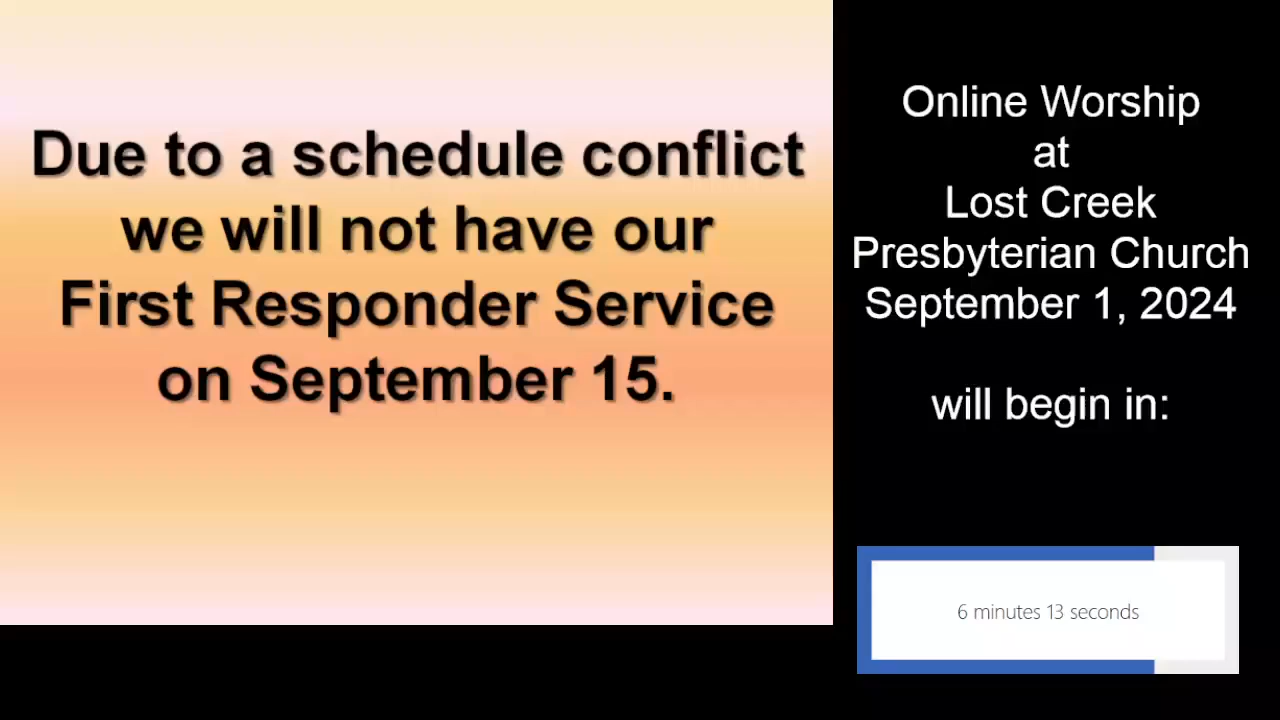 Due to a schedule conflict
we will not have our
First Responder Service
on September 15.
Online Worship
at
Lost Creek
Presbyterian Church
September 1, 2024
will begin in:
6 minutes 13 seconds